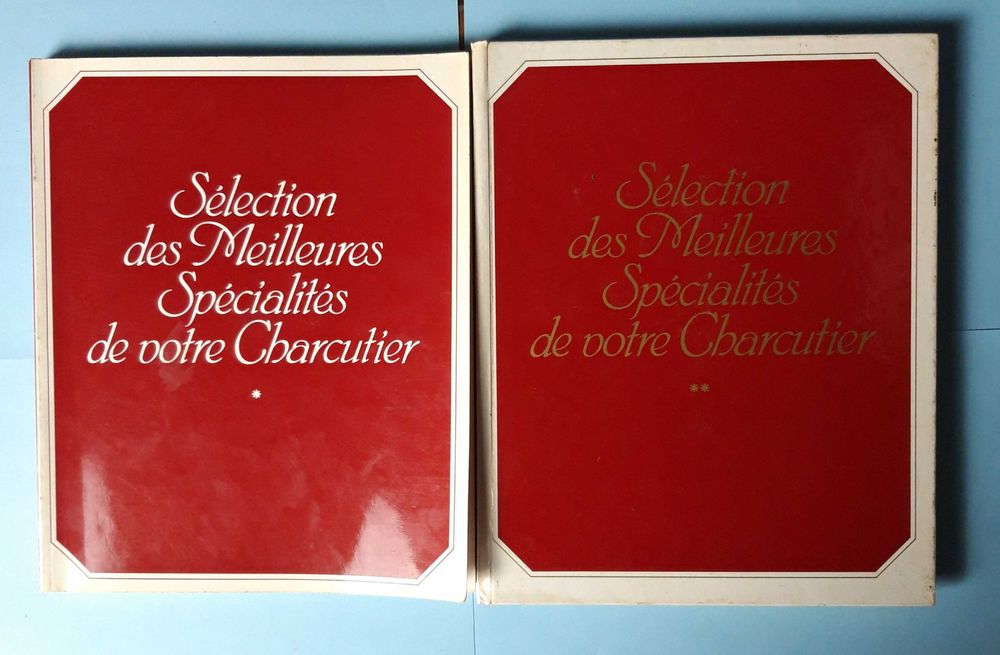 Sélection
des Meilleures
Spécialités
de votre Charcutier
*
Sélection
des Meilleures
Spécialités
de votre Charcutier
**